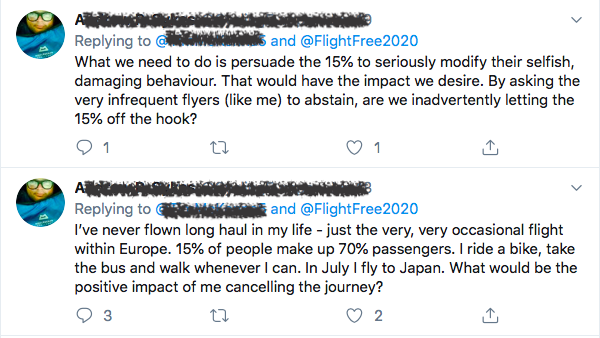 Replying to @ and @FlightFree2020
What we need to do is persuade the 15% to seriously modify their selfish,
damaging behaviour. That would have the impact we desire. By asking the
very infrequent flyers (like me) to abstain, are we inadvertently letting the
15% off the hook?
1 1
Replying to @ and @FlightFree2020
I've never flown long haul in my life - just the very, very occasional flight
within Europe. 15% of people make up 70% passengers. I ride a bike, take
the bus and walk whenever I can. In July I fly to Japan. What would be the
positive impact of me cancelling the journey?
3 2